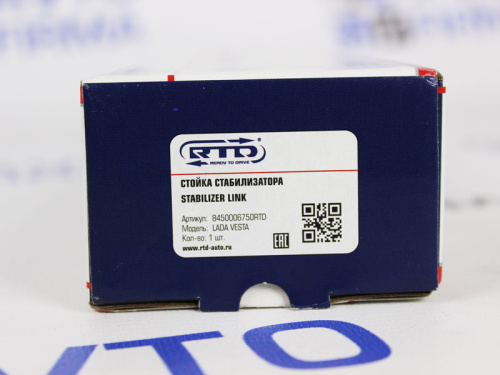 RTD
READY TO DRIVE
СТОЙКА СТАБИЛИЗАТОРА
STABILIZER LINK
Артикул: 8450006750RTD
Модель: LADA VESTA
Кол-во: 1 шт.
www.rtd-auto.ru
EAC
VTO